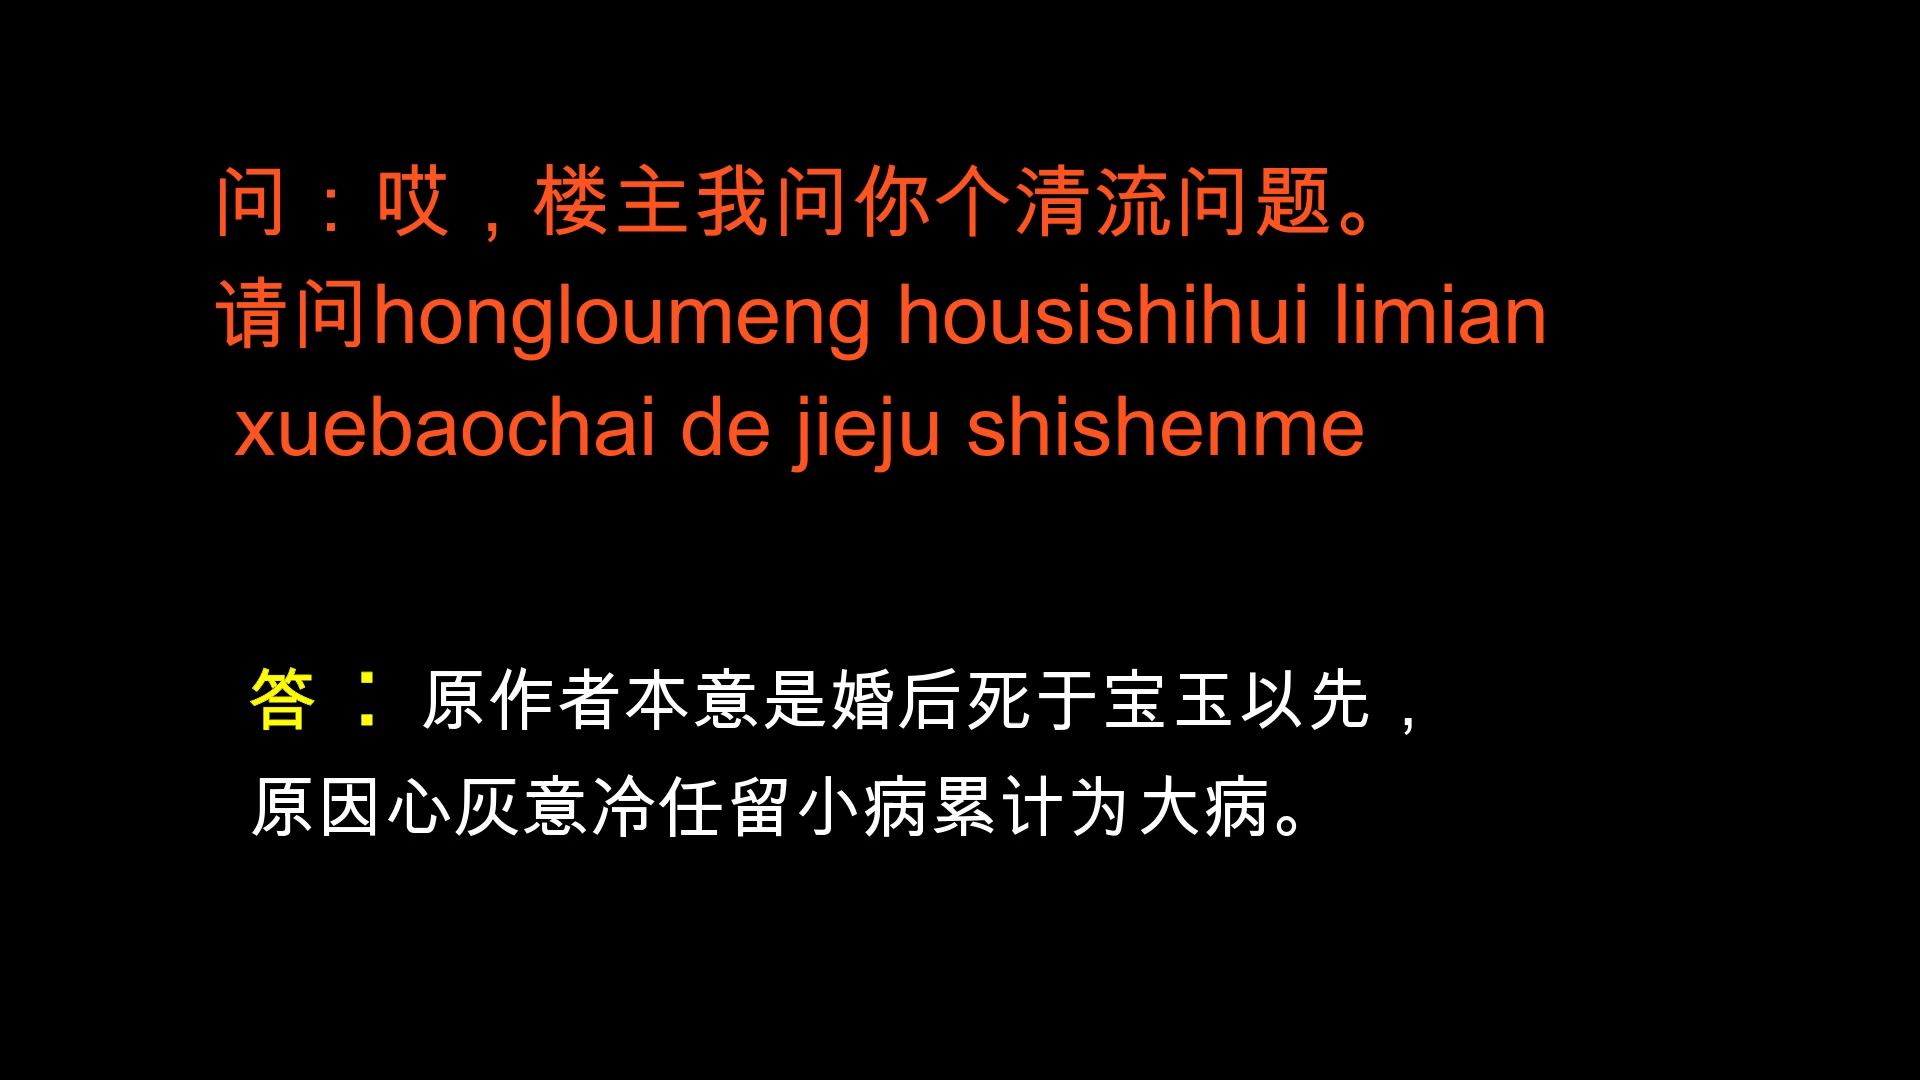 问：哎，楼主我问你个清流问题。
请问hongloumeng housishihui limian
xuebaochai de jieju shishenme
答：原作者本意是婚后死于宝玉以先，
原因心灰意冷任留小病累计为大病。